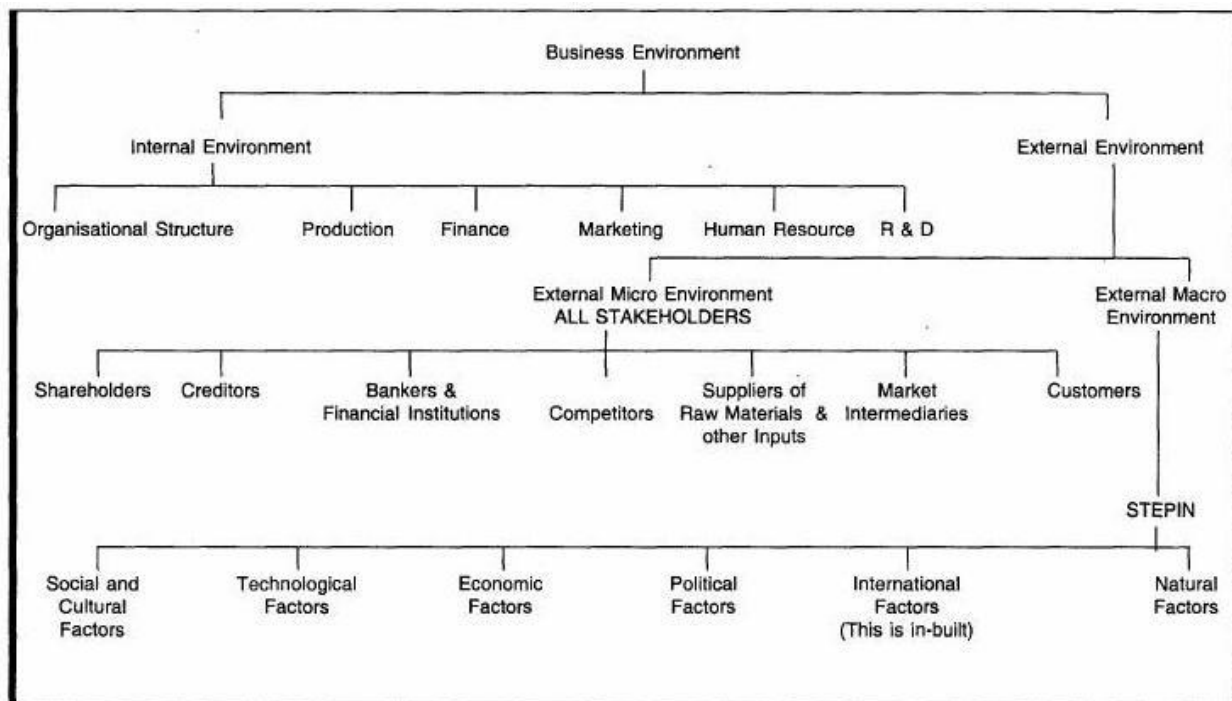 Business Environment
Internal Environment
External Environment
Organisational Structure
Production
Finance
Marketing
Human Resource
R & D
External Micro Environment
ALL STAKEHOLDERS
External Macro
Environment
Shareholders
Creditors
Bankers &
Financial Institutions
Competitors
Suppliers of
Raw Materials &
other Inputs
Market
Intermediaries
Customers
STEPIN
Social and
Cultural
Factors
Technological
Factors
Economic
Factors
Political
Factors
International
Factors
(This is in-built)
Natural
Factors